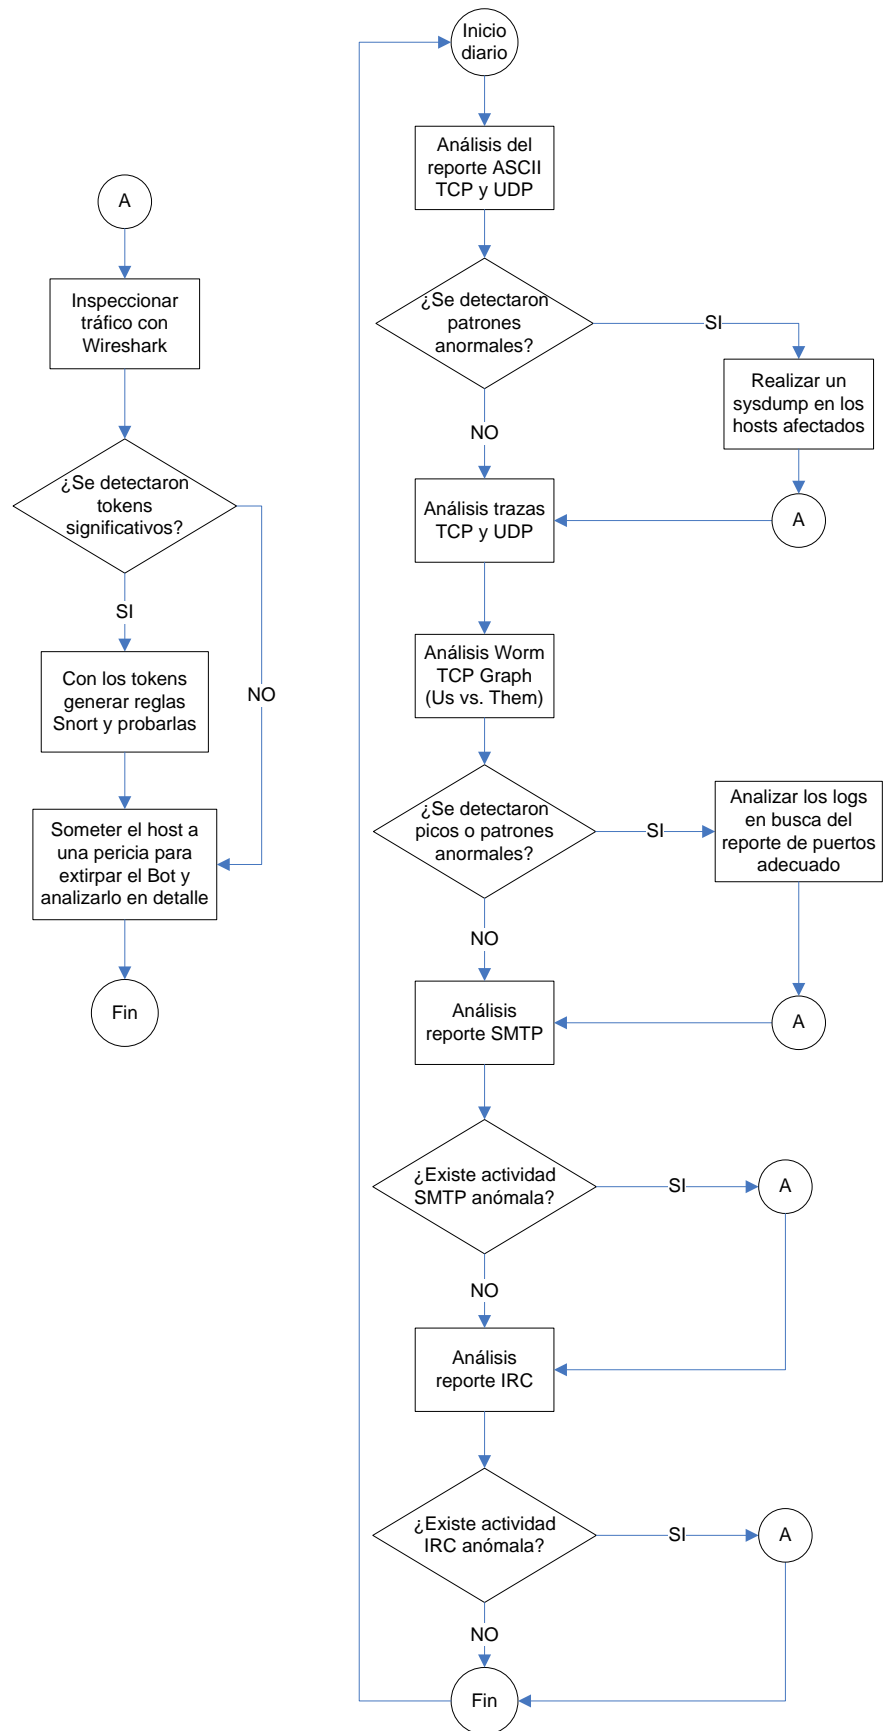 A
Inspeccionar
tráfico con
Wireshark
¿Se detectaron
tokens
significativos?
SI
NO
Con los tokens
generar reglas
Snort y probarlas
Someter el host a
una pericia para
extirpar el Bot y
analizarlo en detalle
Fin
Inicio
diario
Análisis del
reporte ASCII
TCP y UDP
¿Se detectaron
patrones
anormales?
SI
Realizar un
sysdump en los
hosts afectados
A
NO
Análisis trazas
TCP y UDP
Análisis Worm
TCP Graph
(Us vs. Them)
¿Se detectaron
picos o patrones
anormales?
SI
Analizar los logs
en busca del
reporte de puertos
adecuado
A
NO
Análisis
reporte SMTP
¿Existe actividad
SMTP anómala?
SI
A
NO
Análisis
reporte IRC
¿Existe actividad
IRC anómala?
SI
A
NO
Fin